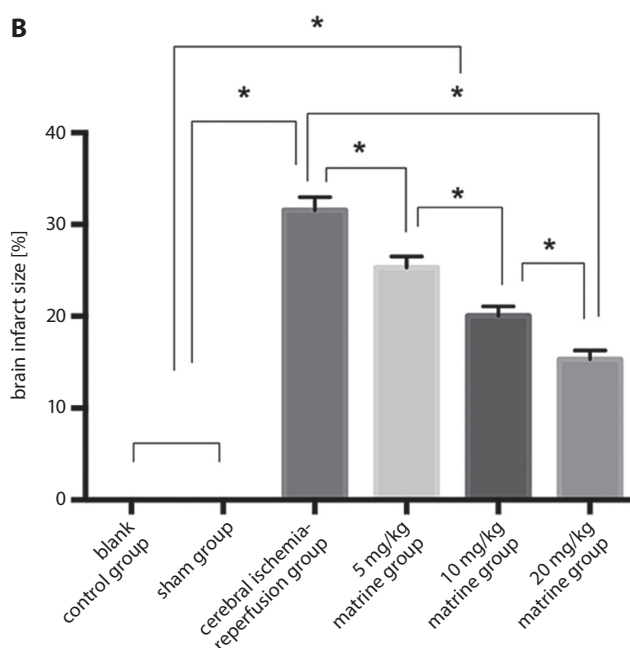 B
*
*
*
*
*
*
brain infarct size [%]
40
30
20
10
0
blank
control group
sham group
cerebral ischemia-
reperfusion group
5 mg/kg
matrine group
10 mg/kg
matrine group
20 mg/kg
matrine group